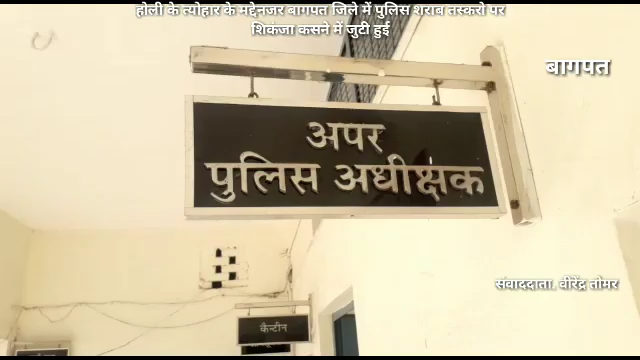 होली के त्योहार के मद्देनजर बागपत जिले में पुलिस शराब तस्करो पर
शिकंजा कसने में जुटी हुई
बागपत
अपर
पुलिस अधीक्षक
संवाददाता. वीरेंद्र तोमर
कैन्टीन